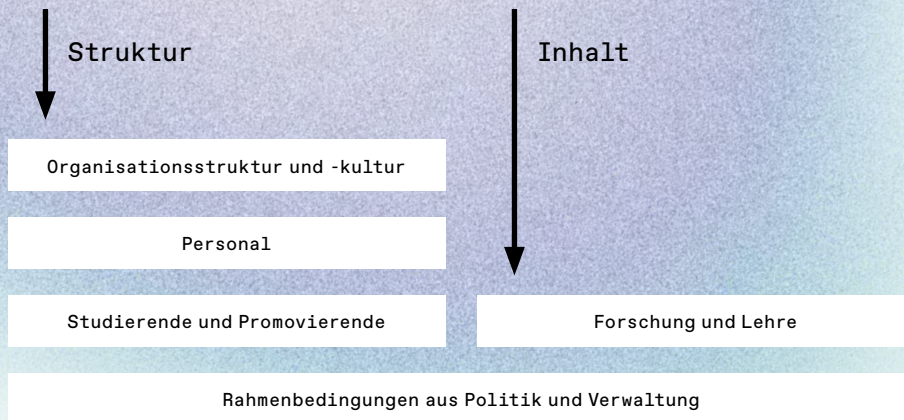 Struktur
Inhalt
Organisationsstruktur und -kultur
Personal
Studierende und Promovierende
Forschung und Lehre
Rahmenbedingungen aus Politik und Verwaltung